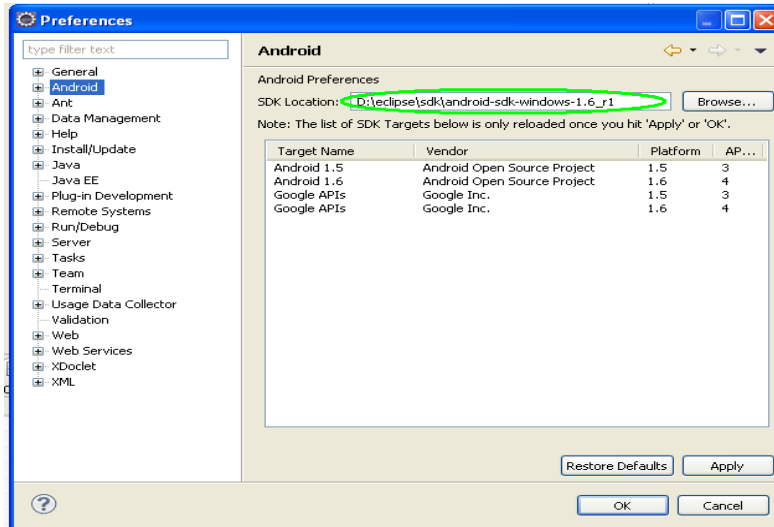 Preferences
type filter text
General
Android
Ant
Data Management
Help
Install/Update
Java
Java EE
Plug-in Development
Remote Systems
Run/Debug
Server
Tasks
Team
Terminal
Usage Data Collector
Validation
Web
Web Services
XDoclet
XML
Android
Android Preferences
SDK Location: D:\eclipse\sdk\android-sdk-windows-1.6_r1 Browse...
Note: The list of SDK Targets below is only reloaded once you hit 'Apply' or 'OK'.
Target Name Vendor Platform AP...
Android 1.5 Android Open Source Project 1.5 3
Android 1.6 Android Open Source Project 1.6 4
Google APIs Google Inc. 1.5 3
Google APIs Google Inc. 1.6 4
Restore Defaults Apply
OK Cancel